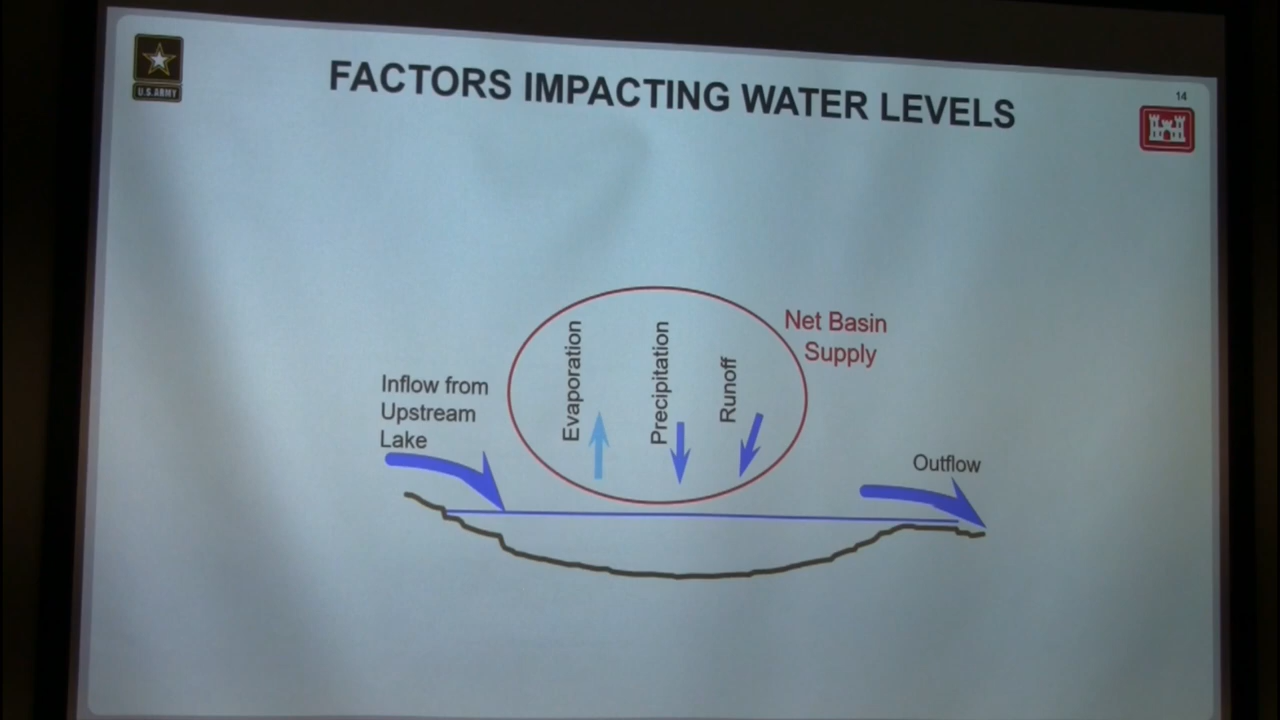 U.S. ARMY
FACTORS IMPACTING WATER LEVELS
14
Net Basin
Supply
Evaporation
Precipitation
Runoff
Inflow from
Upstream
Lake
Outflow